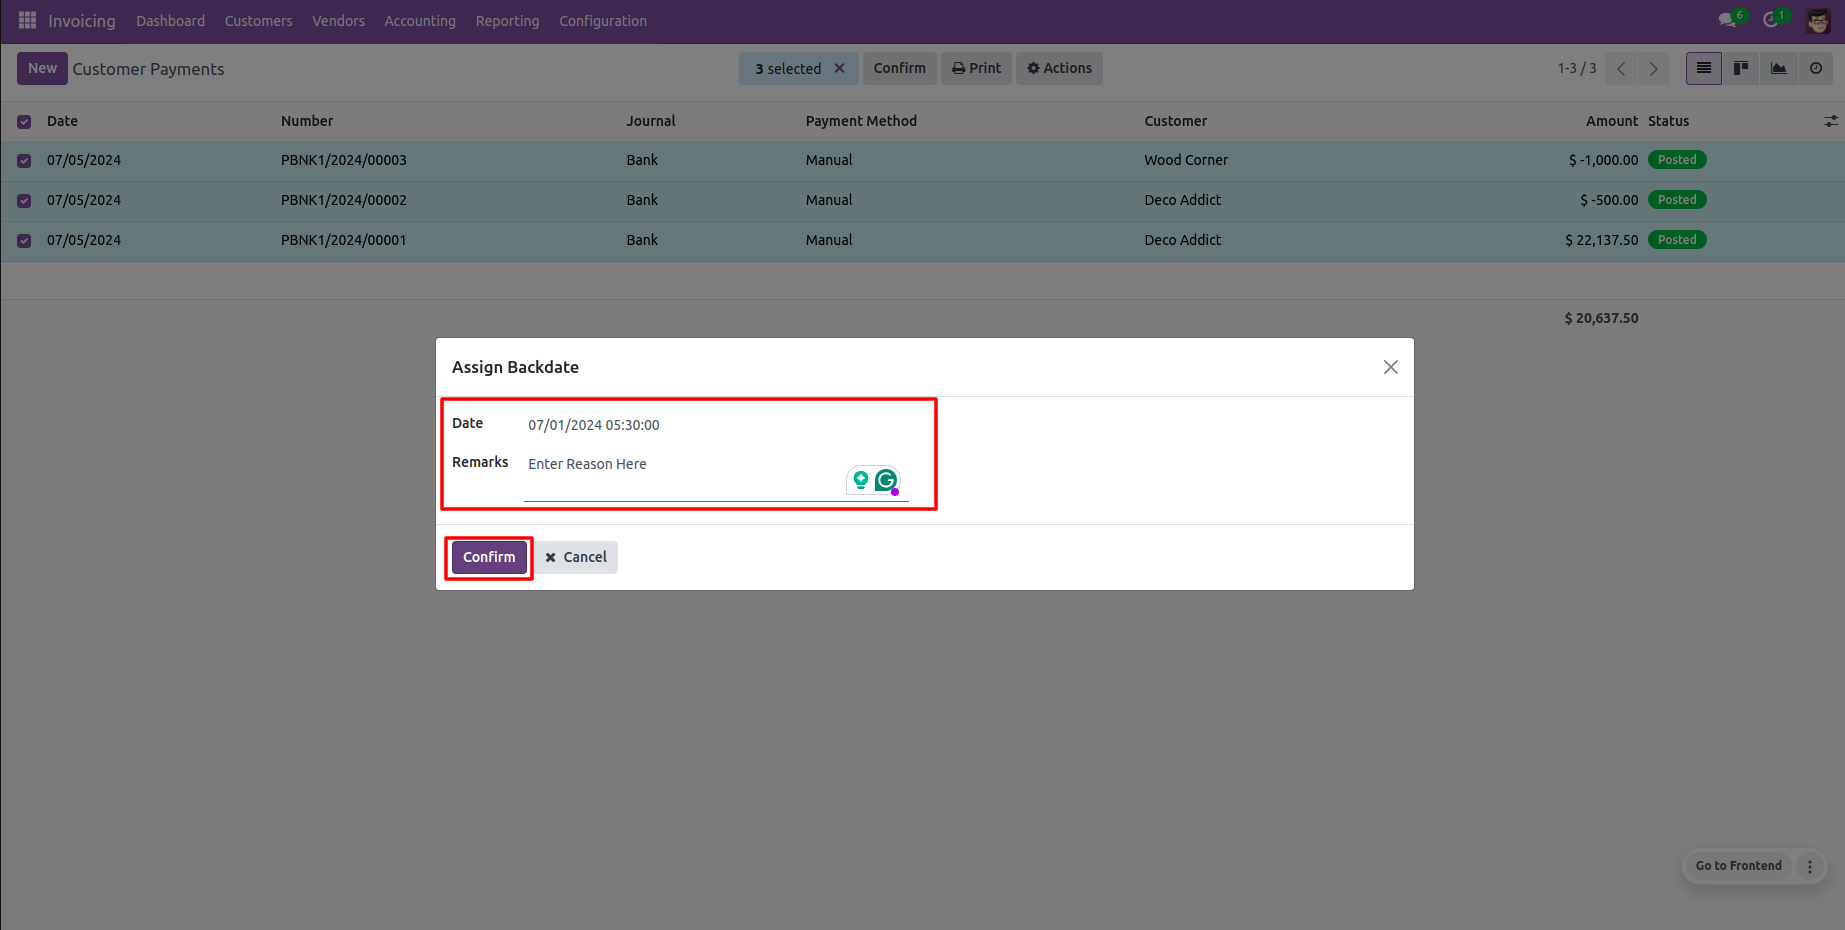 Invoicing Dashboard Customers Vendors Accounting Reporting Configuration 6 1
New Customer Payments 3 selected Confirm Print Actions 1-3 / 3
Date Number Journal Payment Method Customer Amount Status
07/05/2024 PBNK1/2024/00003 Bank Manual Wood Corner $ -1,000.00 Posted
07/05/2024 PBNK1/2024/00002 Bank Manual Deco Addict $ -500.00 Posted
07/05/2024 PBNK1/2024/00001 Bank Manual Deco Addict $ 22,137.50 Posted
$ 20,637.50
Assign Backdate
Date 07/01/2024 05:30:00
Remarks Enter Reason Here
Confirm Cancel
Go to Frontend